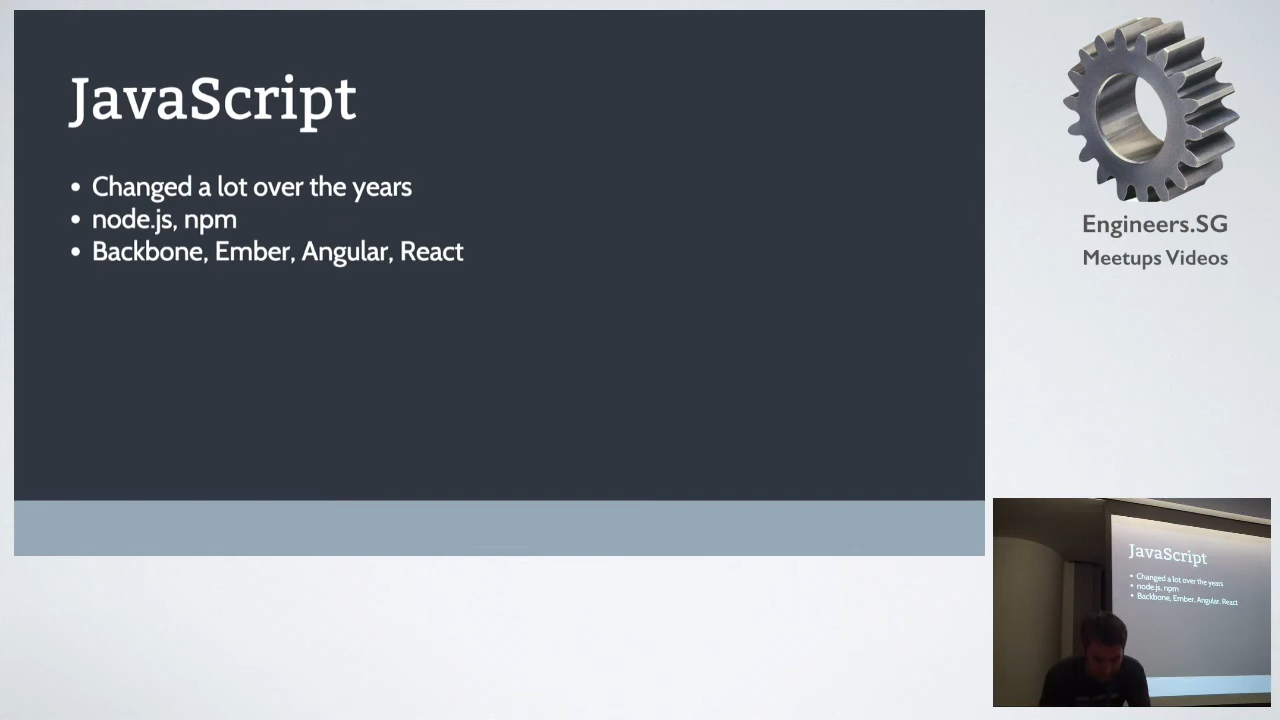 JavaScript
• Changed a lot over the years
• node.js, npm
• Backbone, Ember, Angular, React
Engineers.SG
Meetups Videos
JavaScript
• Changed a lot over the years
• node.js, npm
• Backbone, Ember, Angular, React